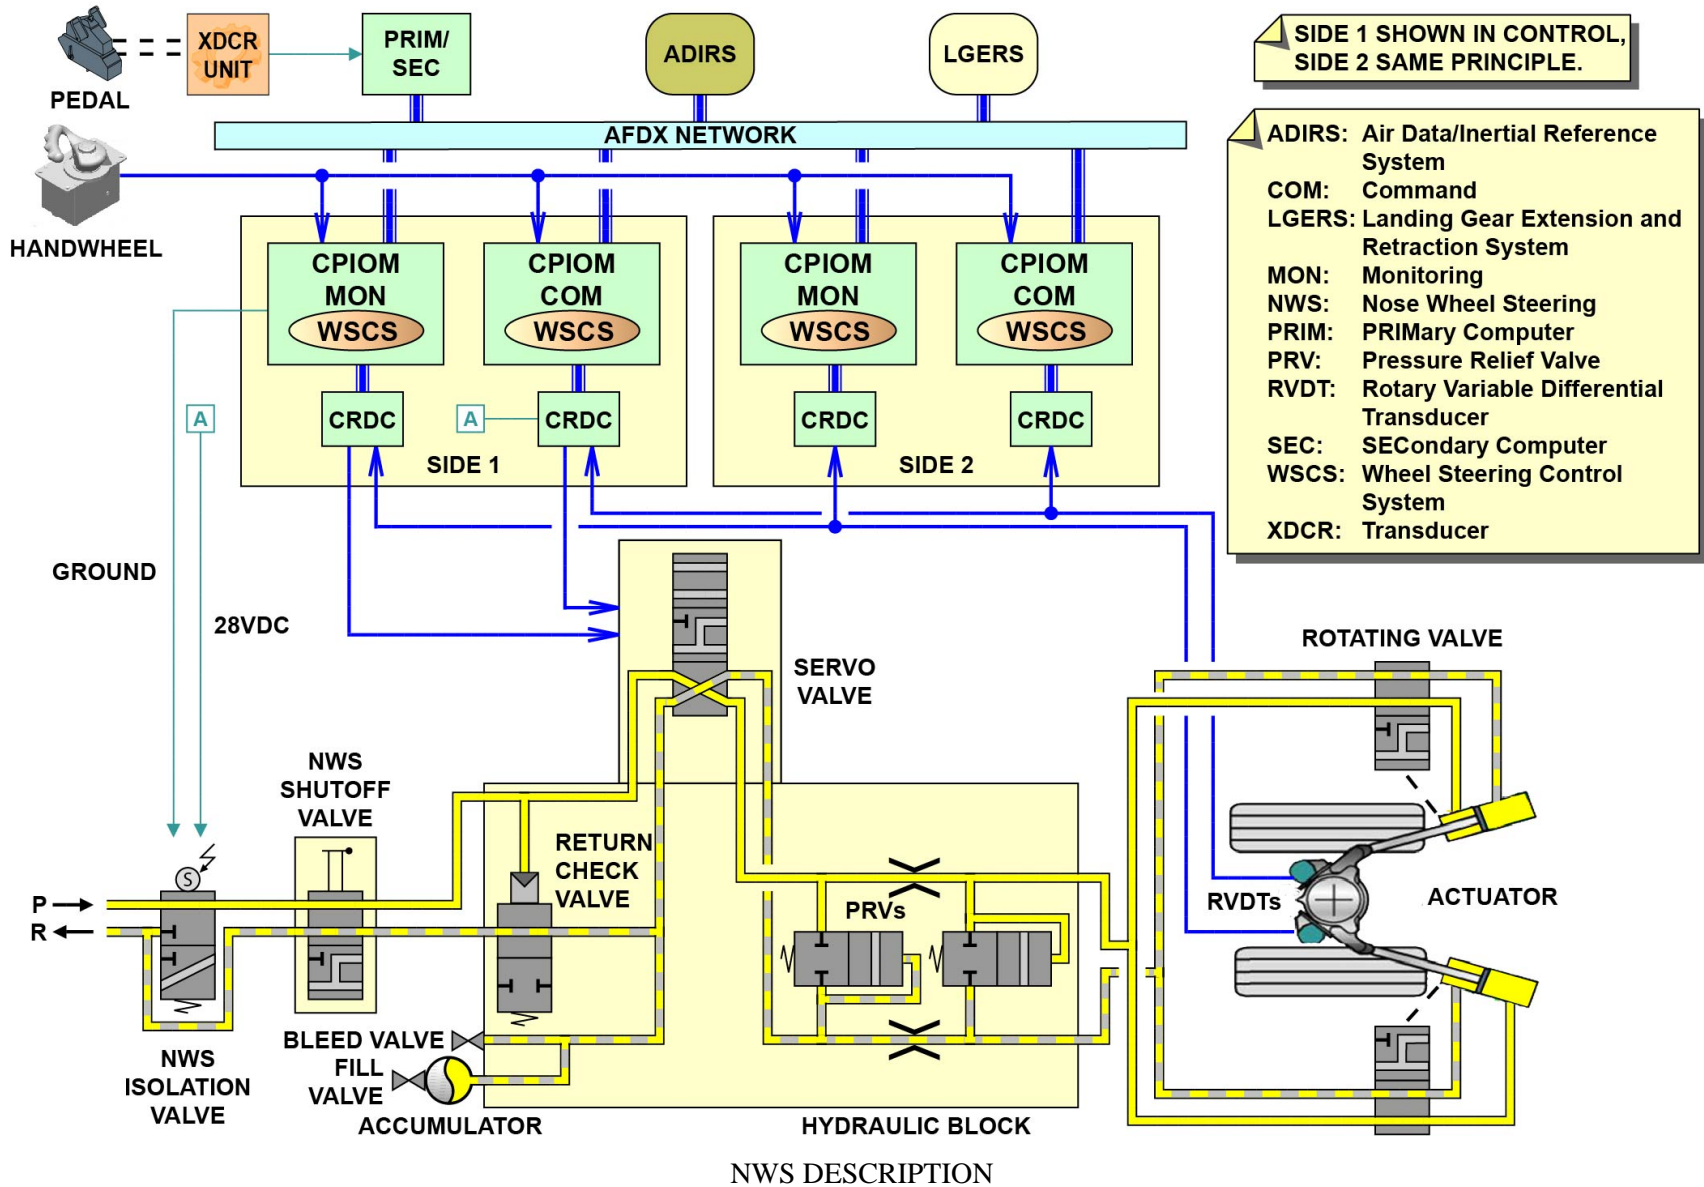 PEDAL
XDCR
UNIT
PRIM/
SEC
ADIRS
LGERS
SIDE 1 SHOWN IN CONTROL,
SIDE 2 SAME PRINCIPLE.
AFDX NETWORK
HANDWHEEL
ADIRS: Air Data/Inertial Reference
System
COM: Command
LGERS: Landing Gear Extension and
Retraction System
MON: Monitoring
NWS: Nose Wheel Steering
PRIM: PRIMary Computer
PRV: Pressure Relief Valve
RVDT: Rotary Variable Differential
Transducer
SEC: SECondary Computer
WSCS: Wheel Steering Control
System
XDCR: Transducer
CPIOM
MON
WSCS
CPIOM
COM
WSCS
CPIOM
MON
WSCS
CPIOM
COM
WSCS
A
CRDC
A
CRDC
CRDC
CRDC
SIDE 1
SIDE 2
GROUND
28VDC
SERVO
VALVE
ROTATING VALVE
NWS
SHUTOFF
VALVE
RETURN
CHECK
VALVE
S
P
R
PRVs
RVDTs
ACTUATOR
NWS
ISOLATION
VALVE
BLEED VALVE
FILL
VALVE
ACCUMULATOR
HYDRAULIC BLOCK
NWS DESCRIPTION